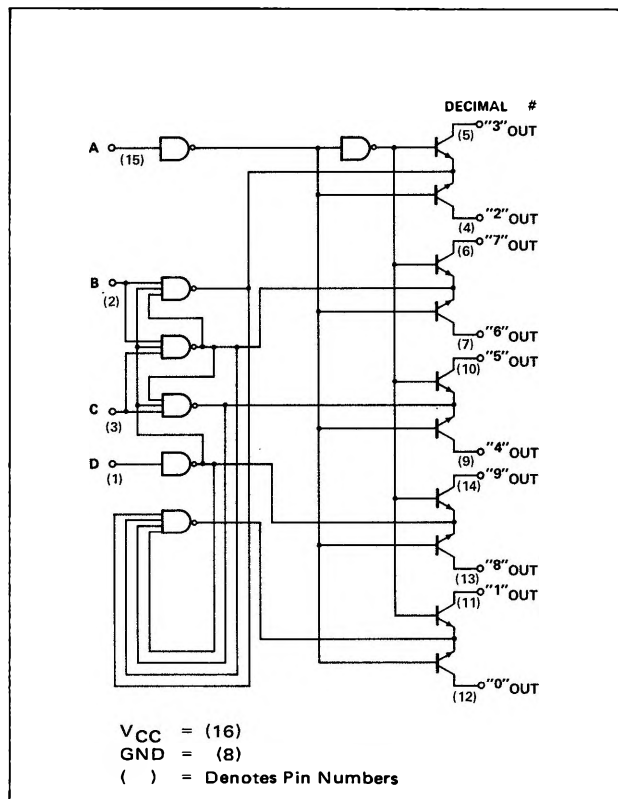 DECIMAL #
A
(15)
(5) "3"OUT
(4) "2"OUT
(6) "7"OUT
B
(2)
(7) "6"OUT
(10) "5"OUT
C
(3)
(9) "4"OUT
D
(1)
(14) "9"OUT
(13) "8"OUT
(11) "1"OUT
(12) "0"OUT
VCC = (16)
GND = (8)
( ) = Denotes Pin Numbers